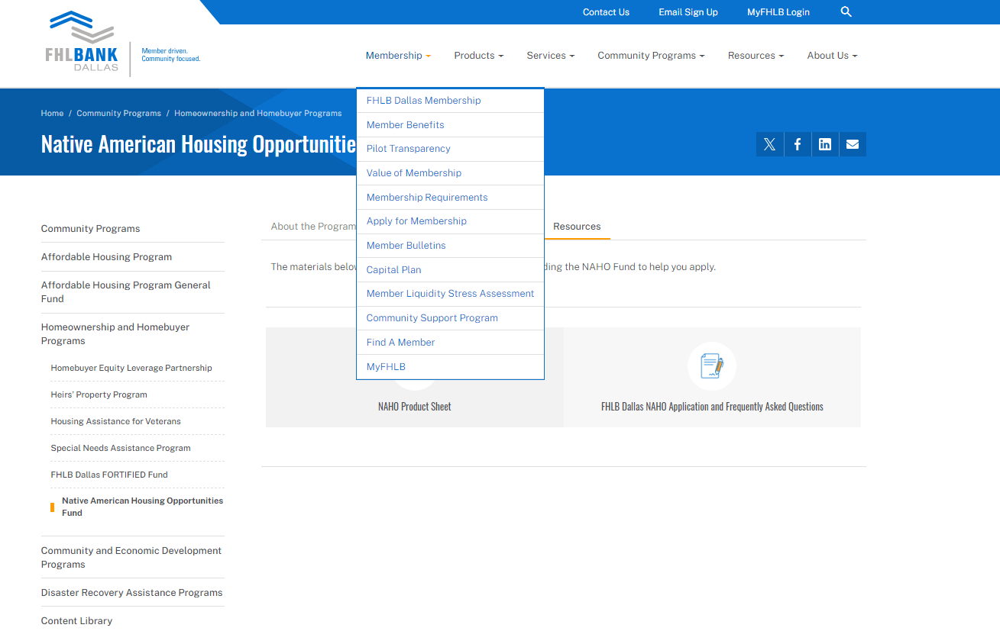 Contact Us
Email Sign Up
MyFHLB Login
FHLBANK
DALLAS
Member driven.
Community focused.
Membership
Products
Services
Community Programs
Resources
About Us
FHLB Dallas Membership
Member Benefits
Pilot Transparency
Value of Membership
Membership Requirements
Apply for Membership
Member Bulletins
Capital Plan
Member Liquidity Stress Assessment
Community Support Program
Find A Member
MyFHLB
Home / Community Programs / Homeownership and Homebuyer Programs
Native American Housing Opportunitie
Community Programs
Affordable Housing Program
Affordable Housing Program General
Fund
Homeownership and Homebuyer
Programs
Homebuyer Equity Leverage Partnership
Heirs' Property Program
Housing Assistance for Veterans
Special Needs Assistance Program
FHLB Dallas FORTIFIED Fund
Native American Housing Opportunities
Fund
Community and Economic Development
Programs
Disaster Recovery Assistance Programs
Content Library
About the Program
Resources
The materials below ding the NAHO Fund to help you apply.
NAHO Product Sheet
FHLB Dallas NAHO Application and Frequently Asked Questions